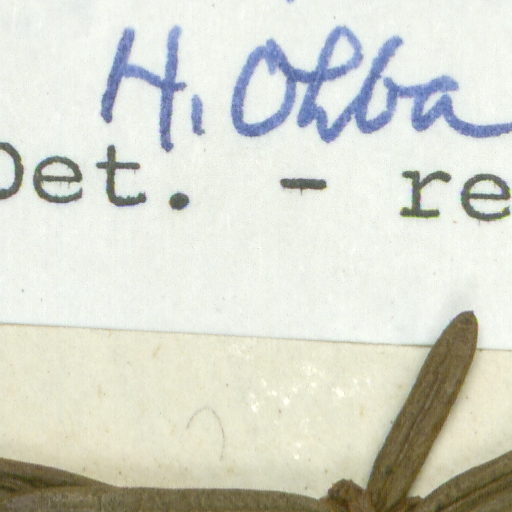 H. Ohba
Det. - re